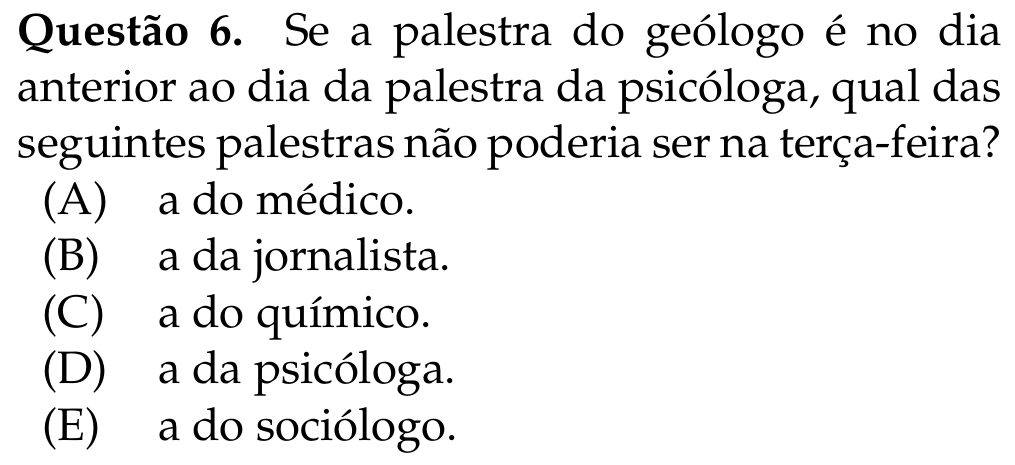 Questão 6. Se a palestra do geólogo é no dia
anterior ao dia da palestra da psicóloga, qual das
seguintes palestras não poderia ser na terça-feira?
(A) a do médico.
(B) a da jornalista.
(C) a do químico.
(D) a da psicóloga.
(E) a do sociólogo.